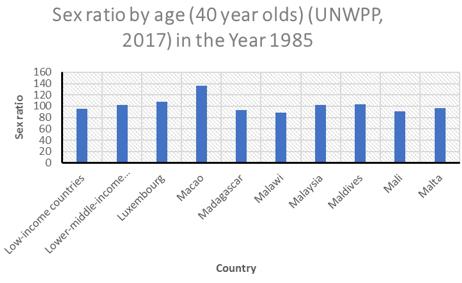 Sex ratio by age (40 year olds) (UNWPP,
2017) in the Year 1985
160
140
120
100
80
60
40
20
0
Sex ratio
Low-income countries
Lower-middle-income...
Luxembourg
Macao
Madagascar
Malawi
Malaysia
Maldives
Mali
Malta
Country